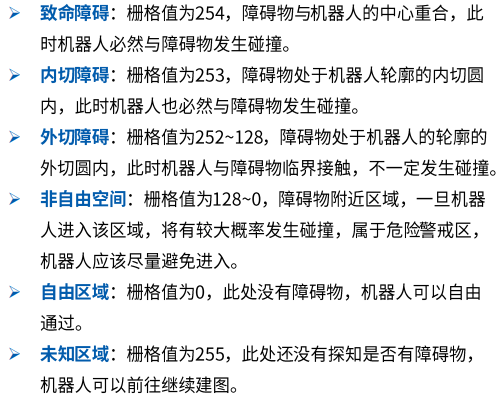 ➢ 致命障碍：栅格值为254，障碍物与机器人的中心重合，此
时机器人必然与障碍物发生碰撞。
➢ 内切障碍：栅格值为253，障碍物处于机器人轮廓的内切圆
内，此时机器人也必然与障碍物发生碰撞。
➢ 外切障碍：栅格值为252~128，障碍物处于机器人的轮廓的
外切圆内，此时机器人与障碍物临界接触，不一定发生碰撞。
➢ 非自由空间：栅格值为128~0，障碍物附近区域，一旦机器
人进入该区域，将有较大概率发生碰撞，属于危险警戒区，
机器人应该尽量避免进入。
➢ 自由区域：栅格值为0，此处没有障碍物，机器人可以自由
通过。
➢ 未知区域：栅格值为255，此处还没有探知是否有障碍物，
机器人可以前往继续建图。